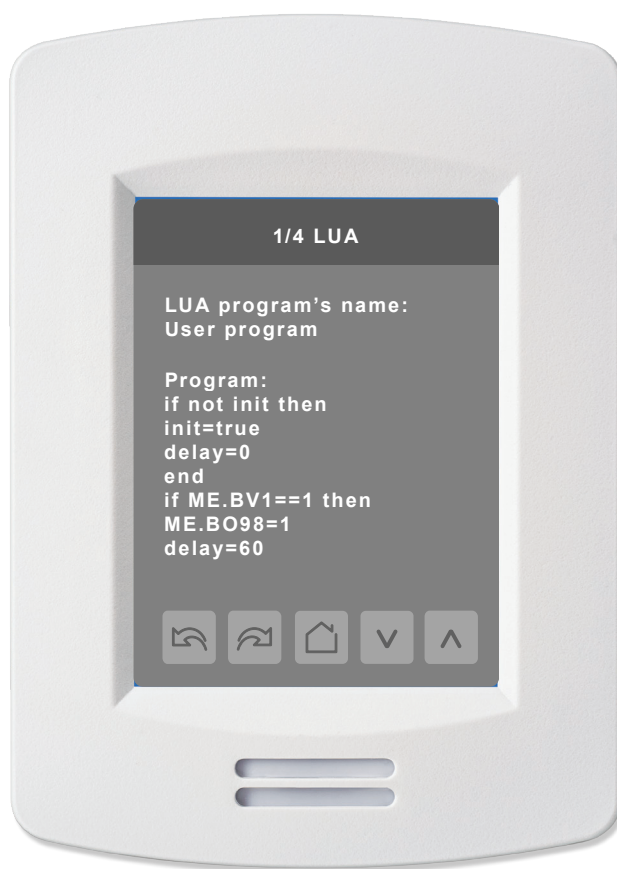 1/4 LUA
LUA program's name:
User program
Program:
if not init then
init=true
delay=0
end
if ME.BV1==1 then
ME.BO98=1
delay=60